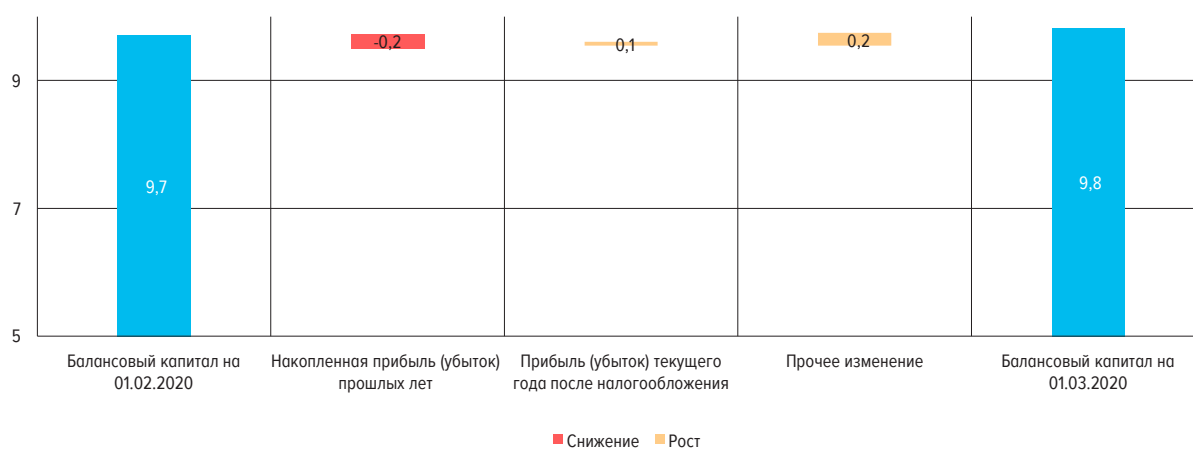 -0,2
0,1
0,2
9
9,7
9,8
7
5
Балансовый капитал на
01.02.2020
Накопленная прибыль (убыток)
прошлых лет
Прибыль (убыток) текущего
года после налогообложения
Прочее изменение
Балансовый капитал на
01.03.2020
Снижение
Рост